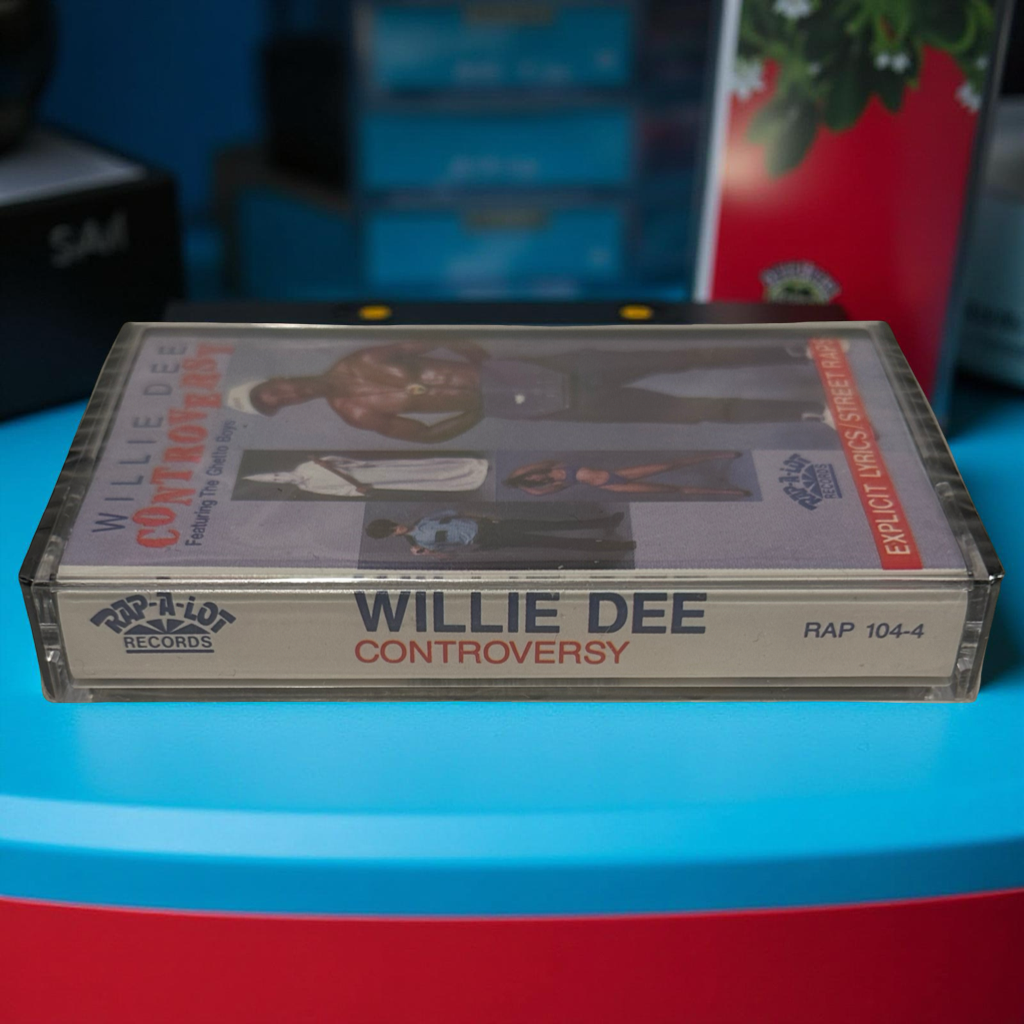 SAM
WILLIE DEE
CONTROVERSY
Featuring The Ghetto Boys
RAP-A-LOT
RECORDS
EXPLICIT LYRICS/STREET RAPS
RAP-A-LOT
RECORDS
WILLIE DEE
CONTROVERSY
RAP 104-4